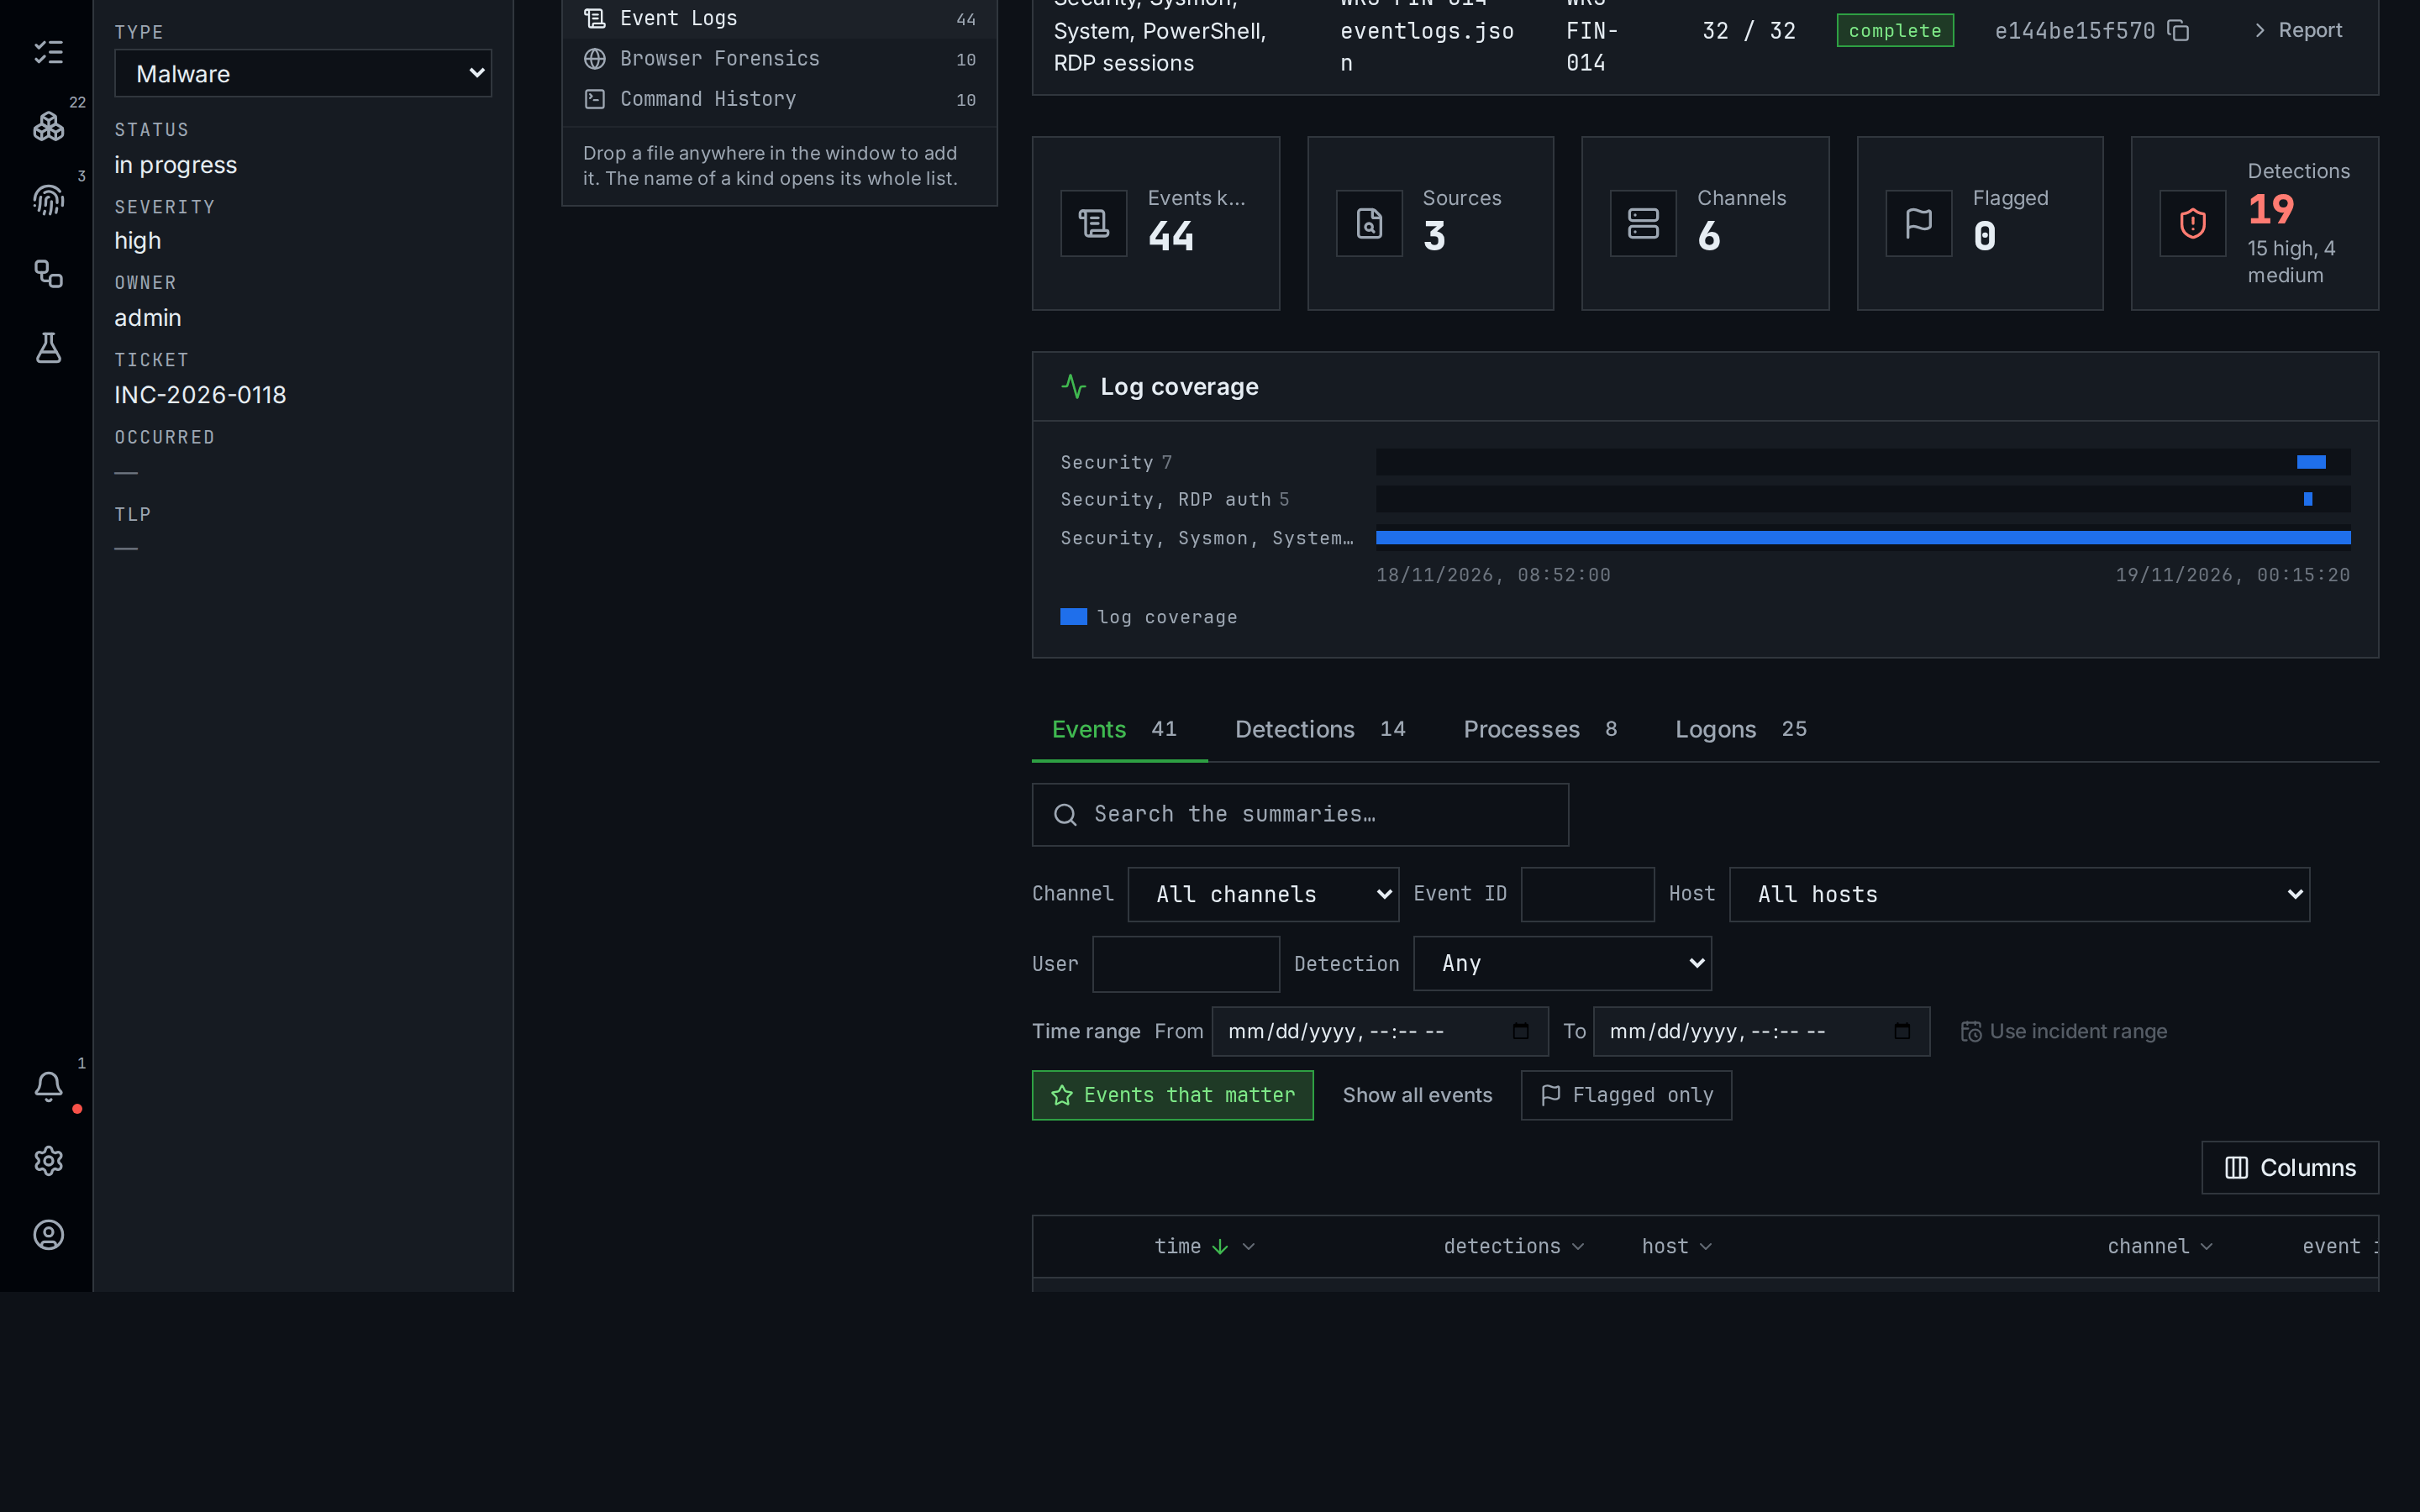 22
3
1
TYPE
Malware
STATUS
in progress
SEVERITY
high
OWNER
admin
TICKET
INC-2026-0118
OCCURRED
—
TLP
—
Event Logs 44
Browser Forensics 10
Command History 10
Drop a file anywhere in the window to add
it. The name of a kind opens its whole list.
System, PowerShell,
RDP sessions
eventlogs.jso
n
FIN-
014
32 / 32
complete
e144be15f570
Report
Events k…
44
Sources
3
Channels
6
Flagged
0
Detections
19
15 high, 4
medium
Log coverage
Security 7
Security, RDP auth 5
Security, Sysmon, System…
18/11/2026, 08:52:00 19/11/2026, 00:15:20
log coverage
Events 41 Detections 14 Processes 8 Logons 25
Search the summaries…
Channel All channels Event ID Host All hosts
User Detection Any
Time range From mm/dd/yyyy, --:-- -- To mm/dd/yyyy, --:-- -- Use incident range
Events that matter Show all events Flagged only
Columns
time detections host channel event